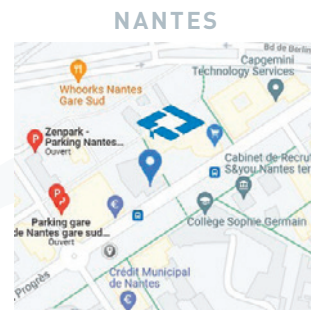 NANTES
Bd de Berlin
Capgemini
Technology Services
Whoorks Nantes
Gare Sud
Zenpark -
Parking Nantes...
Ouvert
Cabinet de Recru
S&you Nantes ter
P
P
Parking gare
de Nantes gare sud...
Ouvert
€
Collège Sophie Germain
Progrès
Crédit Municipal
de Nantes
€